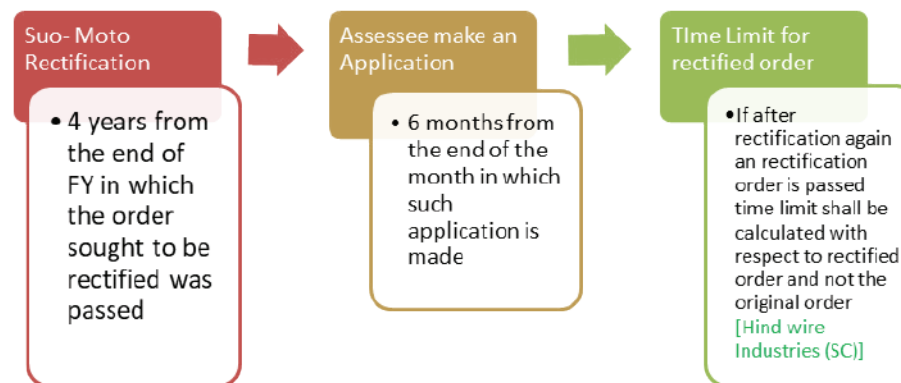 Suo- Moto
Rectification
• 4 years from
the end of
FY in which
the order
sought to be
rectified was
passed
Assessee make an
Application
• 6 months from
the end of the
month in which
such
application is
made
TIme Limit for
rectified order
•If after
rectification again
an rectification
order is passed
time limit shall be
calculated with
respect to rectified
order and not the
original order
[Hind wire
Industries (SC)]